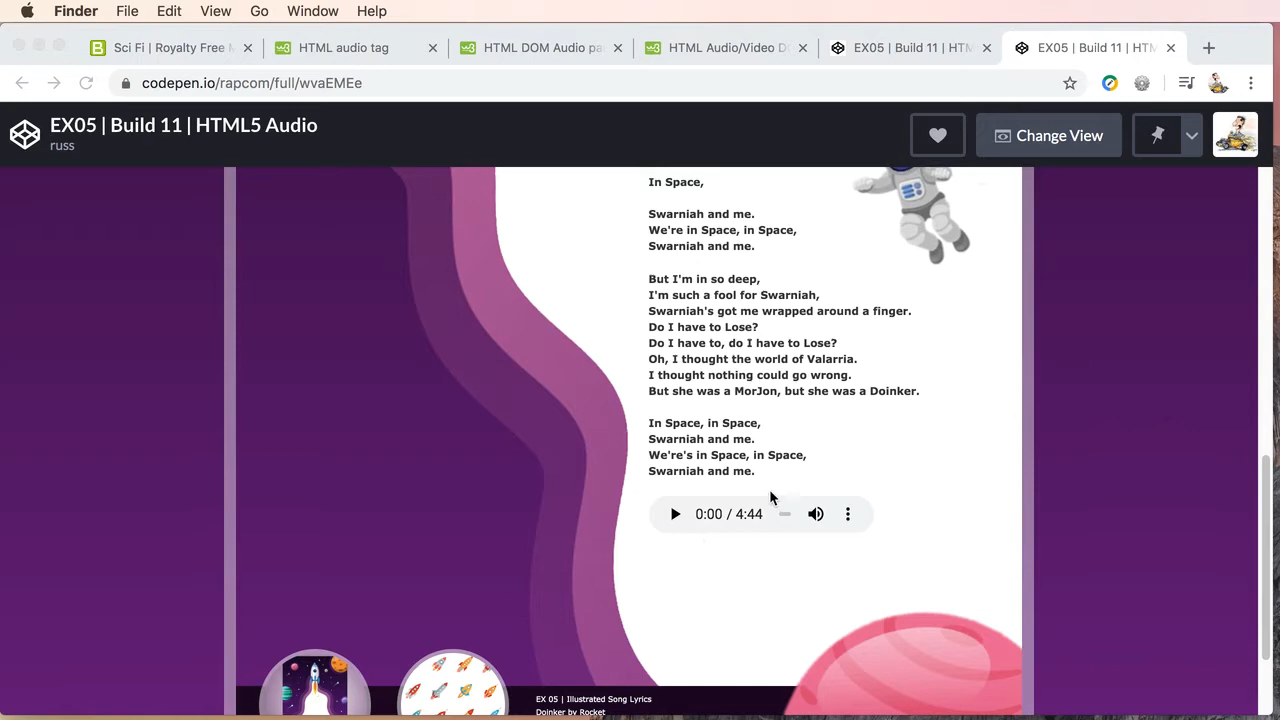 Finder File Edit View Go Window Help
Sci Fi | Royalty Free M
HTML audio tag
HTML DOM Audio pa
HTML Audio/Video D
EX05 | Build 11 | HTM
EX05 | Build 11 | HTM
codepen.io/rapcom/full/wvaEMEe
EX05 | Build 11 | HTML5 Audio
russ
Change View
In Space,
Swarniah and me.
We're in Space, in Space,
Swarniah and me.
But I'm in so deep,
I'm such a fool for Swarniah,
Swarniah's got me wrapped around a finger.
Do I have to Lose?
Do I have to, do I have to Lose?
Oh, I thought the world of Valarria.
I thought nothing could go wrong.
But she was a MorJon, but she was a Doinker.
In Space, in Space,
Swarniah and me.
We're's in Space, in Space,
Swarniah and me.
0:00 / 4:44
EX 05 | Illustrated Song Lyrics
Doinker by Rocket